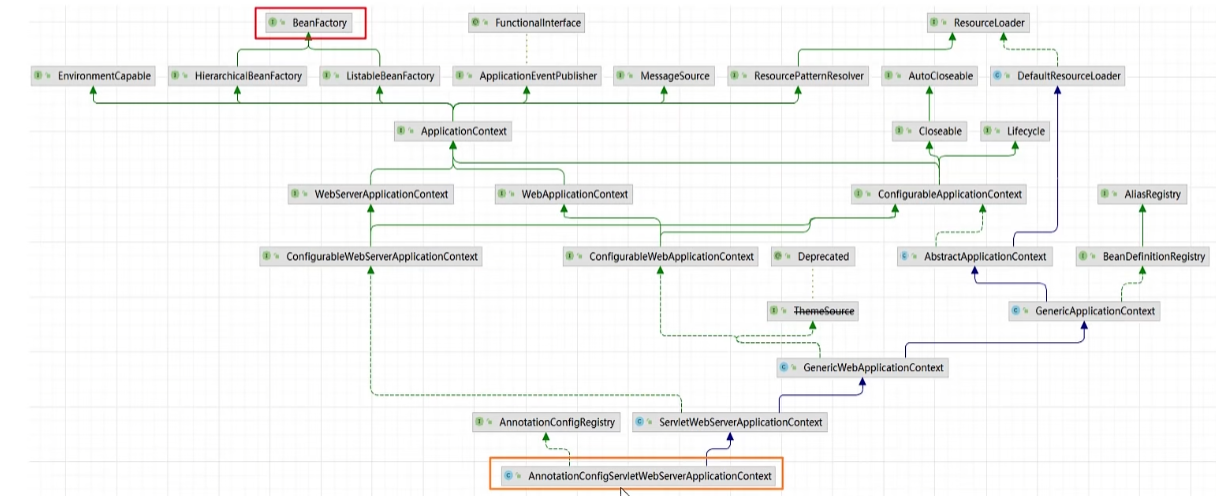 BeanFactory
FunctionalInterface
ResourceLoader
EnvironmentCapable
HierarchicalBeanFactory
ListableBeanFactory
ApplicationEventPublisher
MessageSource
ResourcePatternResolver
AutoCloseable
DefaultResourceLoader
ApplicationContext
Closeable
Lifecycle
WebServerApplicationContext
WebApplicationContext
ConfigurableApplicationContext
AliasRegistry
ConfigurableWebServerApplicationContext
ConfigurableWebApplicationContext
Deprecated
AbstractApplicationContext
BeanDefinitionRegistry
ThemeSource
GenericApplicationContext
GenericWebApplicationContext
AnnotationConfigRegistry
ServletWebServerApplicationContext
AnnotationConfigServletWebServerApplicationContext